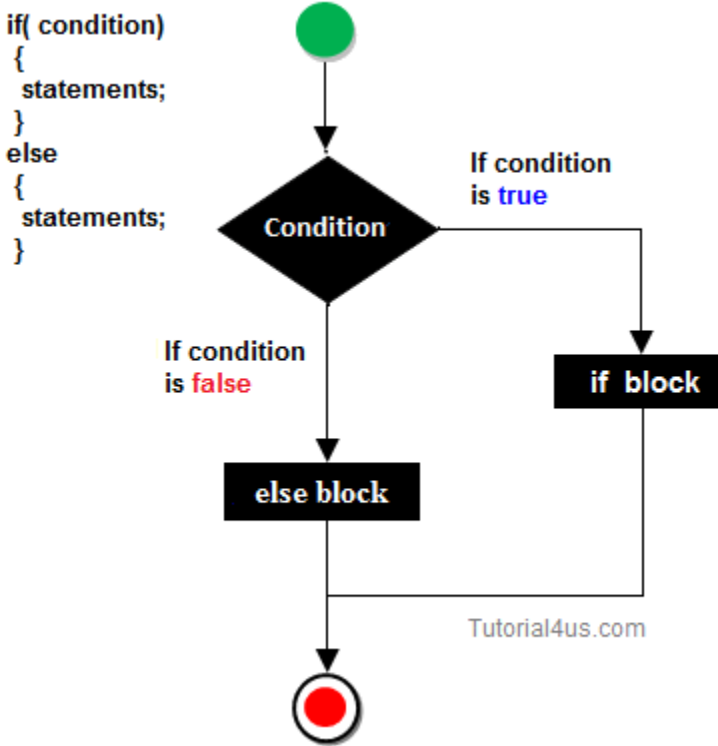 if( condition)
{
statements;
}
else
{
statements;
}
Condition
If condition
is true
If condition
is false
if block
else block
Tutorial4us.com